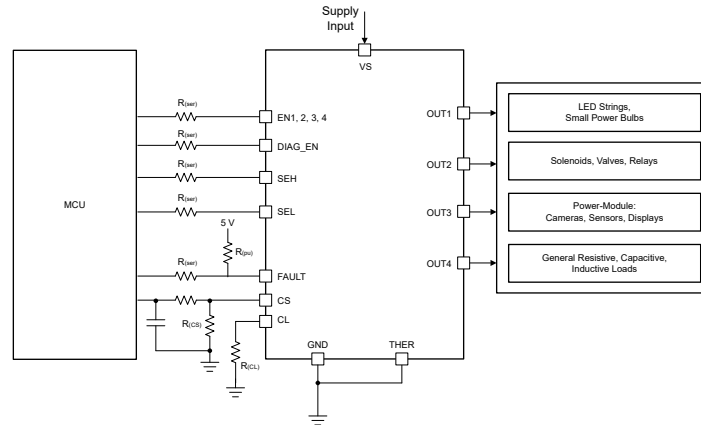 Supply
Input
VS
MCU
R(ser)
EN1, 2, 3, 4
OUT1
LED Strings,
Small Power Bulbs
R(ser)
DIAG_EN
R(ser)
SEH
OUT2
Solenoids, Valves, Relays
R(ser)
SEL
OUT3
Power-Module:
Cameras, Sensors, Displays
5 V
R(pu)
R(ser)
FAULT
OUT4
General Resistive, Capacitive,
Inductive Loads
CS
R(CS)
CL
R(CL)
GND
THER